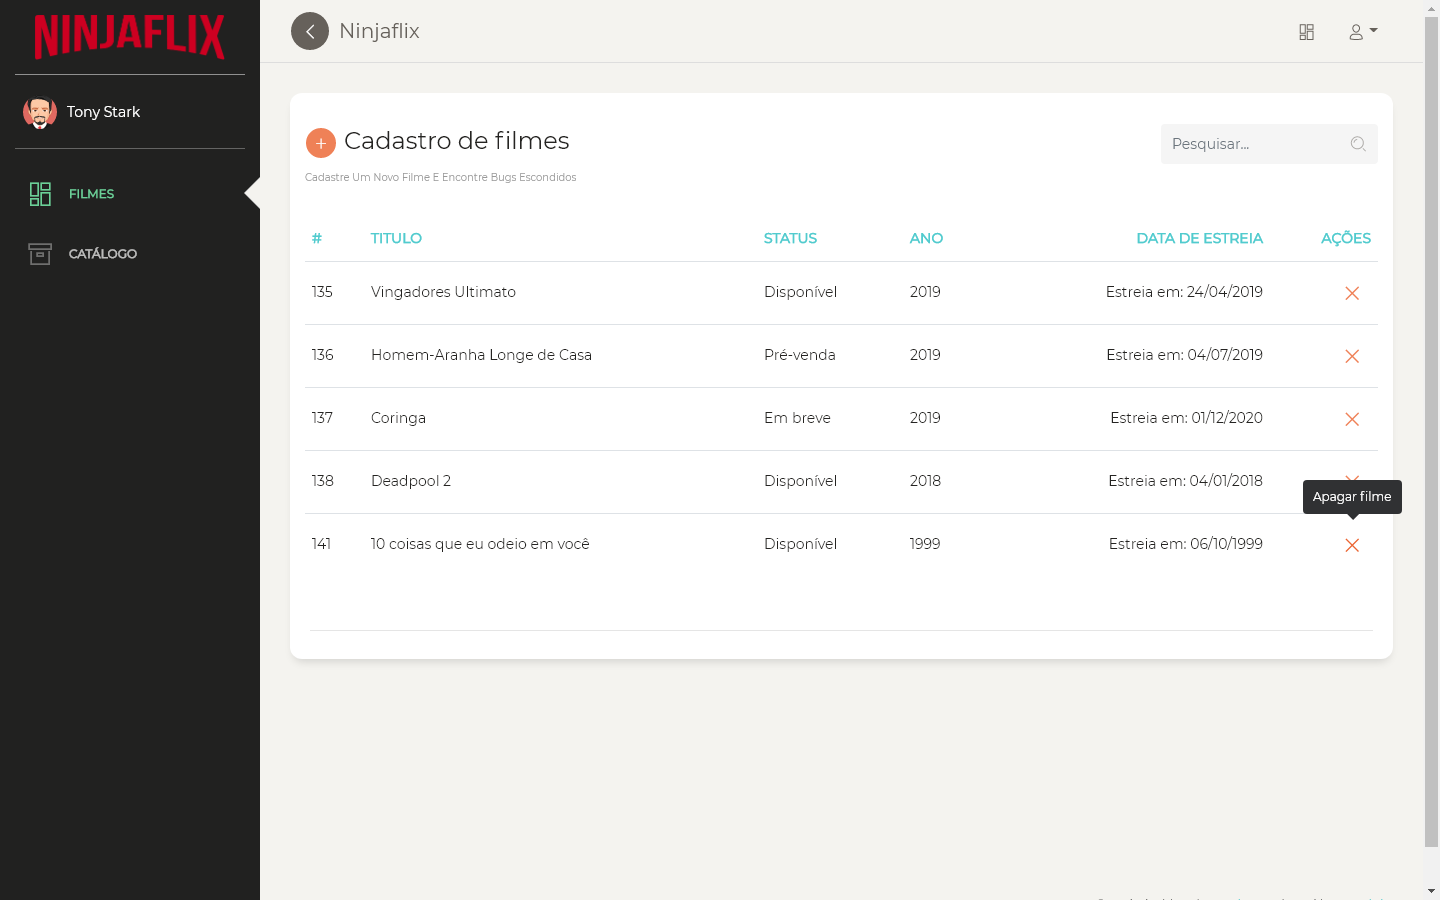 NINJAFLIX
Ninjaflix
Tony Stark
FILMES
CATÁLOGO
Cadastro de filmes
Pesquisar...
Cadastre Um Novo Filme E Encontre Bugs Escondidos
# TITULO STATUS ANO DATA DE ESTREIA AÇÕES
135 Vingadores Ultimato Disponível 2019 Estreia em: 24/04/2019
136 Homem-Aranha Longe de Casa Pré-venda 2019 Estreia em: 04/07/2019
137 Coringa Em breve 2019 Estreia em: 01/12/2020
138 Deadpool 2 Disponível 2018 Estreia em: 04/01/2018
Apagar filme
141 10 coisas que eu odeio em você Disponível 1999 Estreia em: 06/10/1999